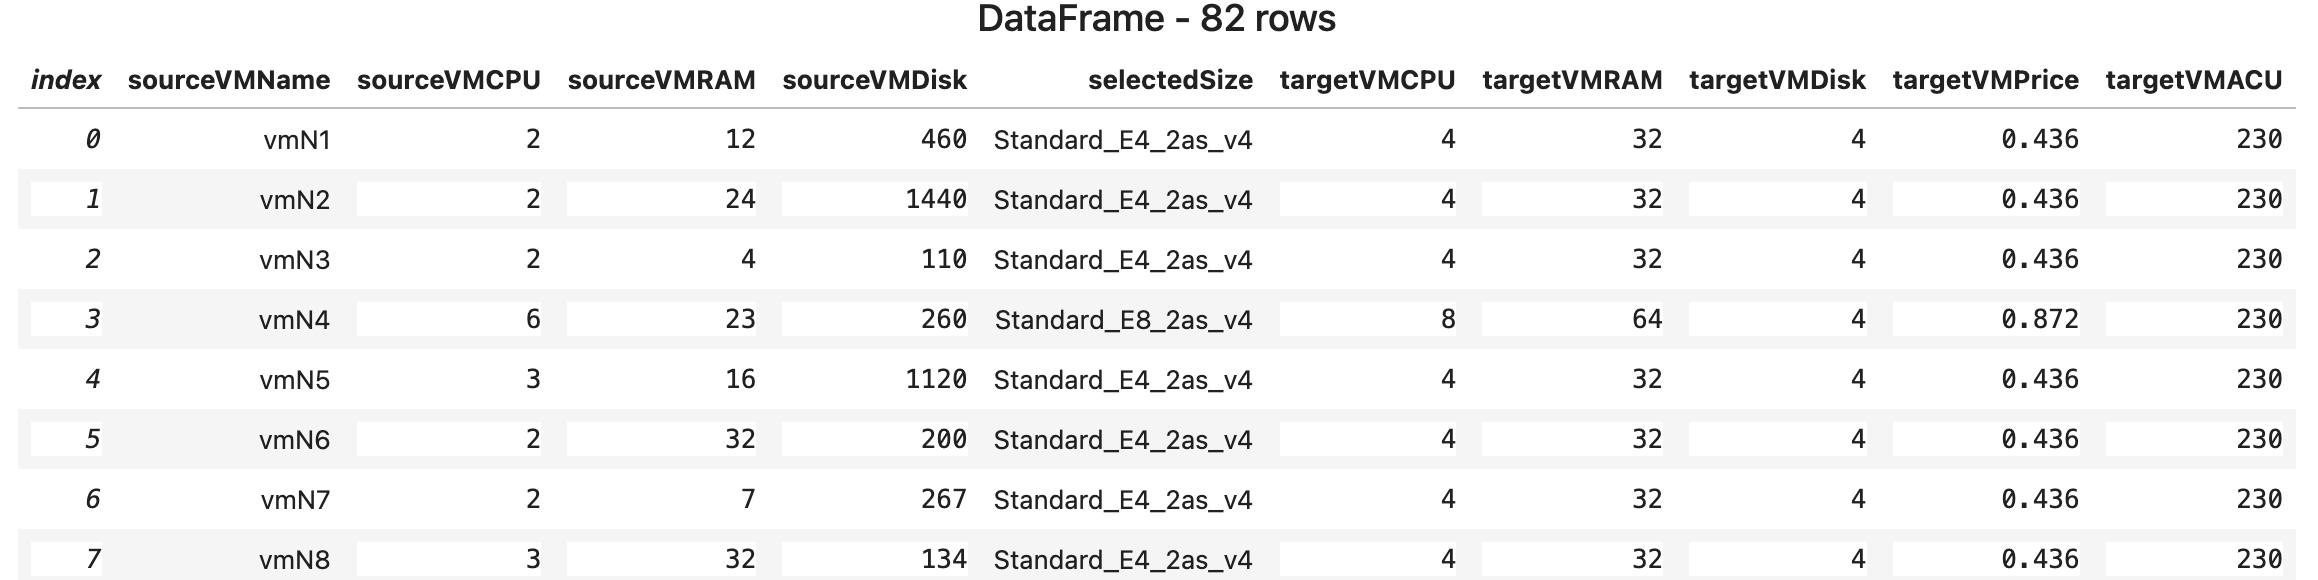 DataFrame - 82 rows
index sourceVMName sourceVMCPU sourceVMRAM sourceVMDisk selectedSize targetVMCPU targetVMRAM targetVMDisk targetVMPrice targetVMACU
0 vmN1 2 12 460 Standard_E4_2as_v4 4 32 4 0.436 230
1 vmN2 2 24 1440 Standard_E4_2as_v4 4 32 4 0.436 230
2 vmN3 2 4 110 Standard_E4_2as_v4 4 32 4 0.436 230
3 vmN4 6 23 260 Standard_E8_2as_v4 8 64 4 0.872 230
4 vmN5 3 16 1120 Standard_E4_2as_v4 4 32 4 0.436 230
5 vmN6 2 32 200 Standard_E4_2as_v4 4 32 4 0.436 230
6 vmN7 2 7 267 Standard_E4_2as_v4 4 32 4 0.436 230
7 vmN8 3 32 134 Standard_E4_2as_v4 4 32 4 0.436 230